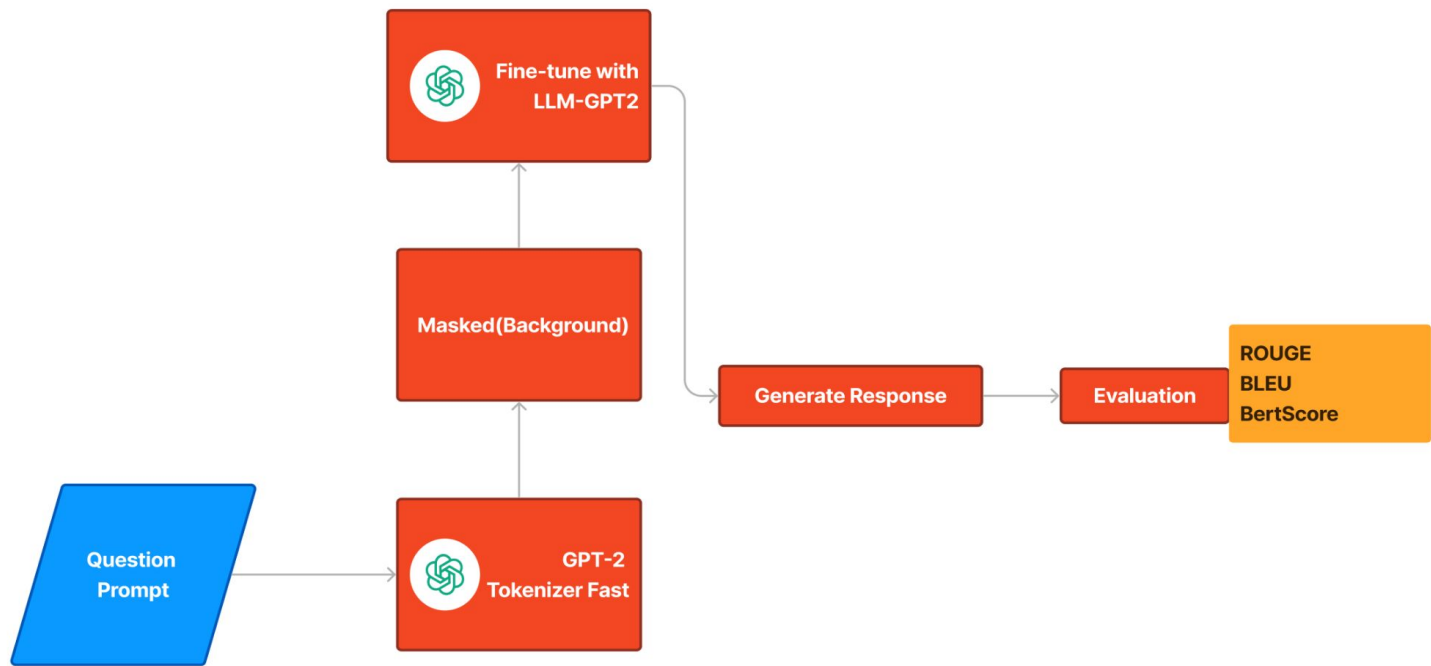 Fine-tune with
LLM-GPT2
Masked(Background)
Generate Response
Evaluation
ROUGE
BLEU
BertScore
Question
Prompt
GPT-2
Tokenizer Fast